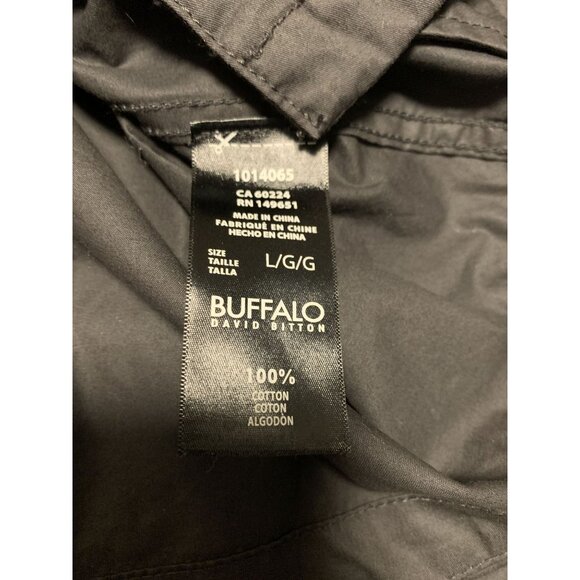 1014065
CA 60224
RN 149651
MADE IN CHINA
FABRIQUÉ EN CHINE
HECHO EN CHINA
SIZE
TAILLE L/G/G
TALLA
BUFFALO
DAVID BITTON
100%
COTTON
COTON
ALGODÓN